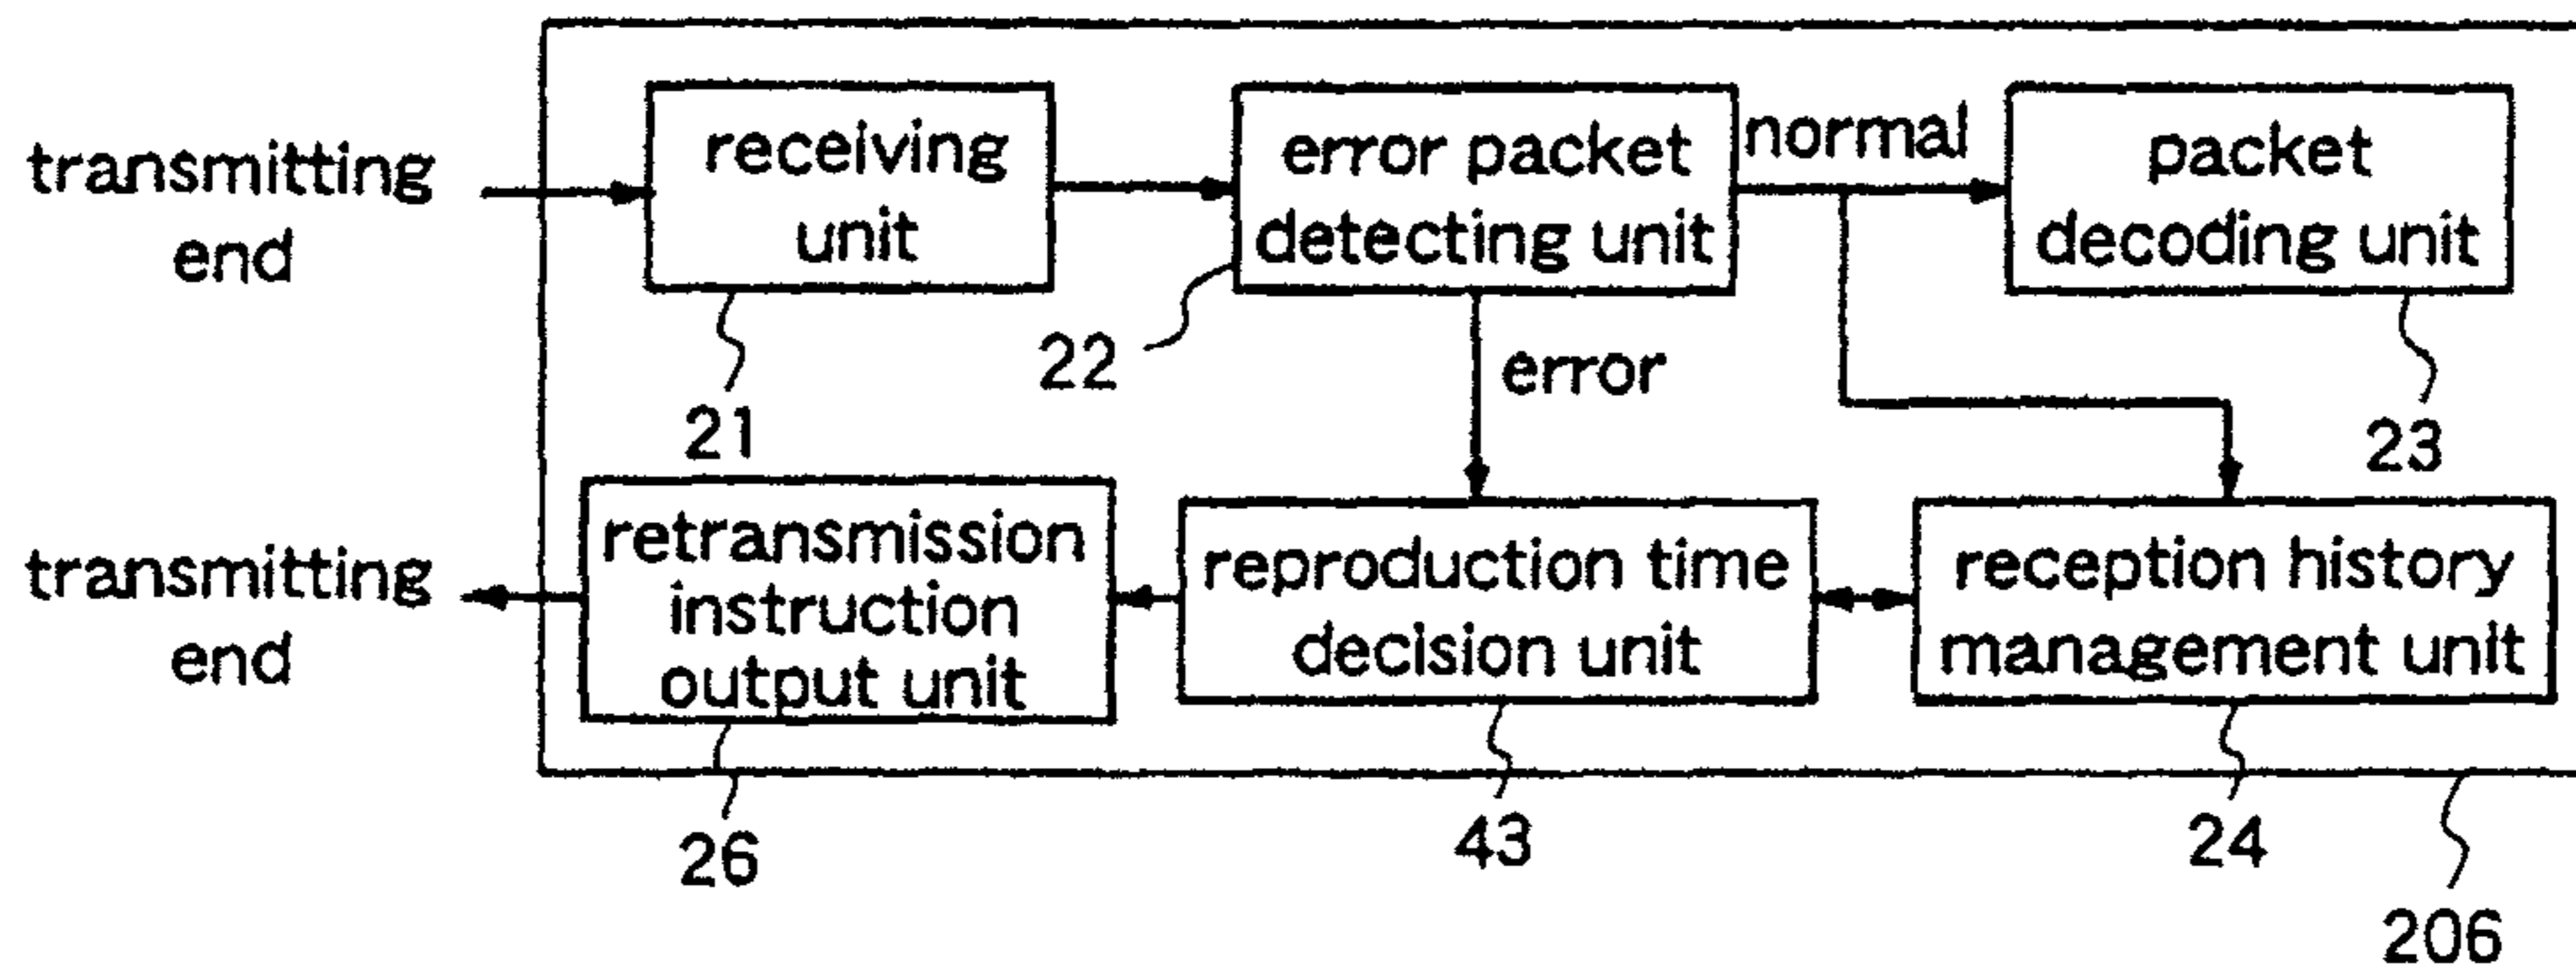 transmitting
end
receiving
unit
error packet
detecting unit
normal
packet
decoding unit
21
22
error
23
transmitting
end
retransmission
instruction
output unit
reproduction time
decision unit
reception history
management unit
26
43
24
206